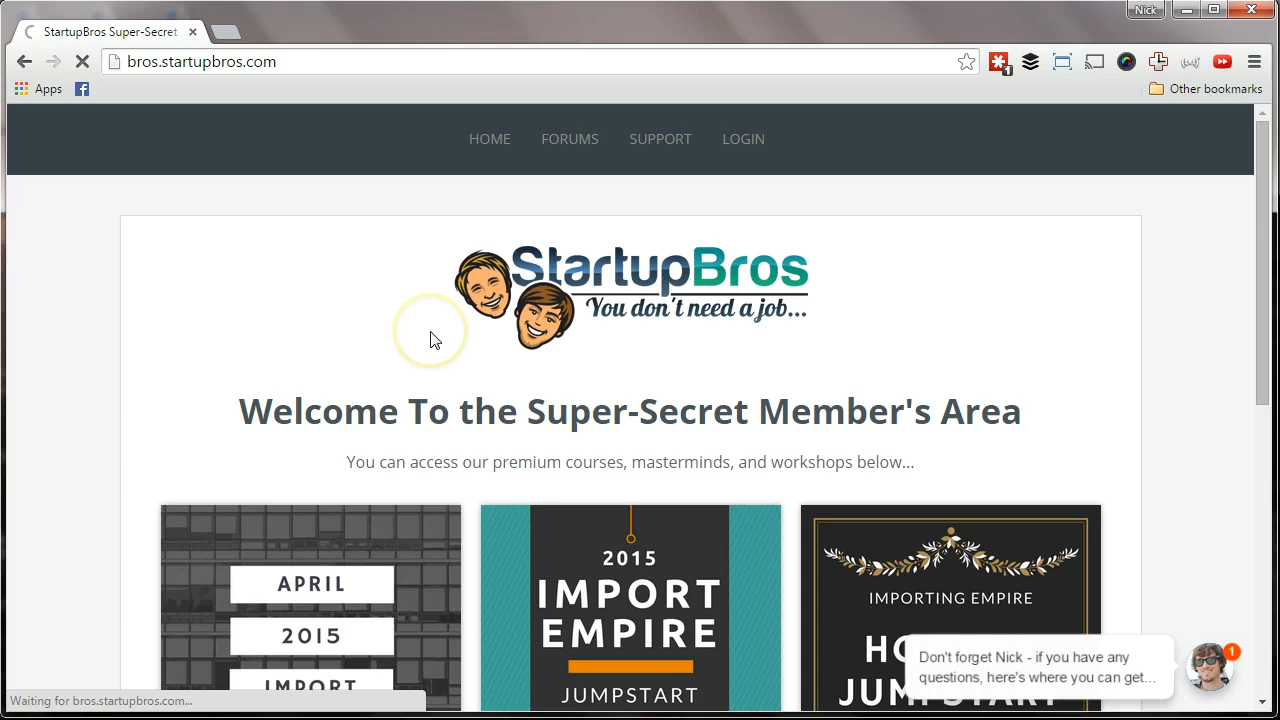 Nick
StartupBros Super-Secret
bros.startupbros.com
1
Apps
Other bookmarks
HOME FORUMS SUPPORT LOGIN
StartupBros
You don't need a job...
Welcome To the Super-Secret Member's Area
You can access our premium courses, masterminds, and workshops below...
APRIL
2015
IMPORT
2015
IMPORT
EMPIRE
JUMPSTART
IMPORTING EMPIRE
Don't forget Nick - if you have any
questions, here's where you can get...
1
Waiting for bros.startupbros.com...